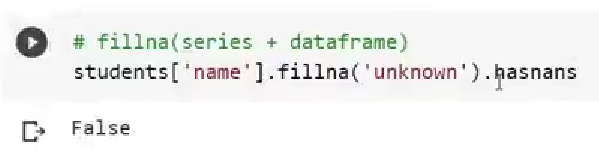 # fillna(series + dataframe)
students['name'].fillna('unknown').hasnans
False